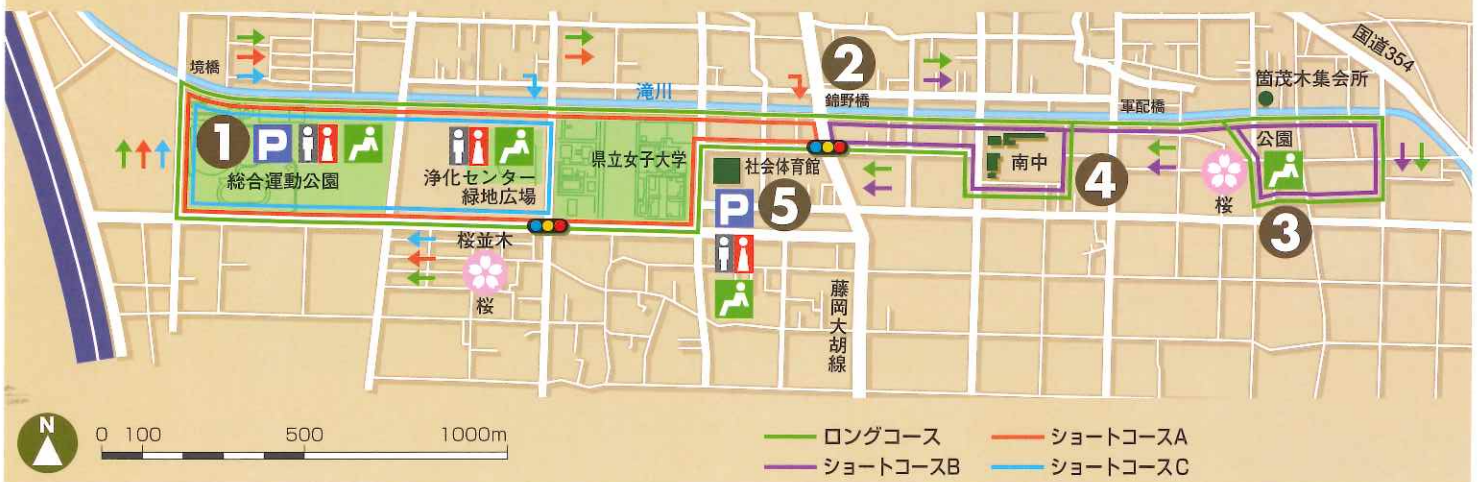 国道354
境橋
②
箇茂木集会所
滝川
錦野橋
軍配橋
①
P
公園
県立女子大学
南中
浄化センター
緑地広場
総合運動公園
社会体育館
④
P
⑤
桜
③
桜並木
桜
藤岡大胡線
N
0 100 500 1000m
ロングコース
ショートコースA
ショートコースB
ショートコースC